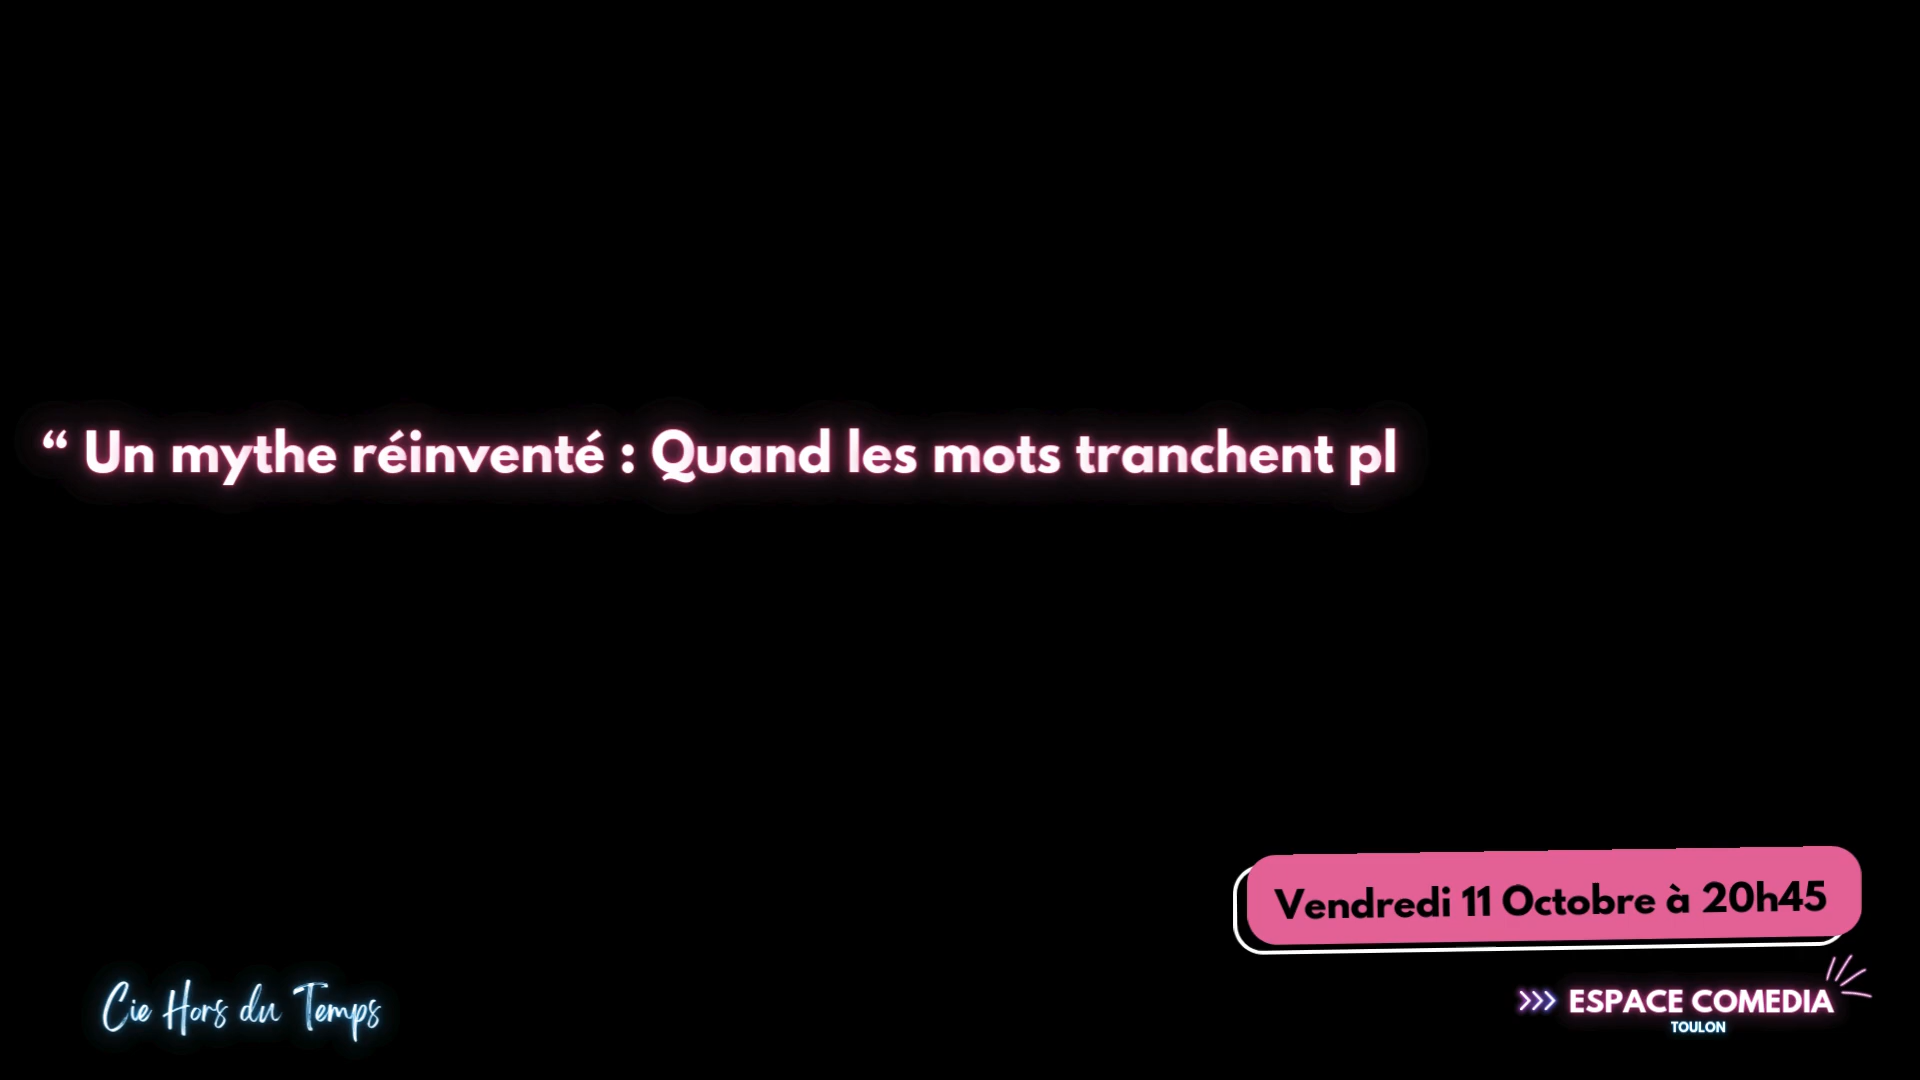 “ Un mythe réinventé : Quand les mots tranchent pl
Vendredi 11 Octobre à 20h45
Cie Hors du Temps
>>> ESPACE COMEDIA
TOULON